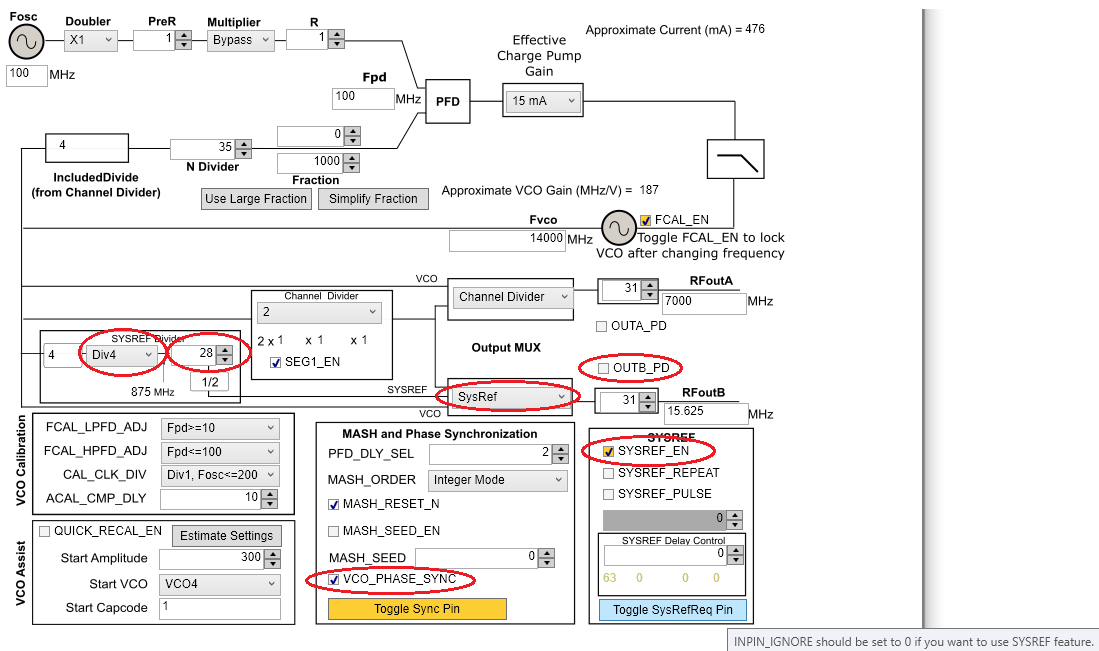 Fosc
Doubler
PreR
Multiplier
R
X1
1
Bypass
1
100
MHz
Approximate Current (mA) = 476
Effective
Charge Pump
Gain
Fpd
100
MHz
PFD
15 mA
4
IncludedDivide
(from Channel Divider)
35
N Divider
0
1000
Fraction
Use Large Fraction
Simplify Fraction
Approximate VCO Gain (MHz/V) = 187
Fvco
14000
MHz
FCAL_EN
Toggle FCAL_EN to lock
VCO after changing frequency
VCO
Channel Divider
31
RFoutA
7000
MHz
OUTA_PD
Channel Divider
2
2 x 1
x 1
x 1
SEG1_EN
SYSREF Divider
4
Div4
28
1/2
875 MHz
Output MUX
OUTB_PD
SYSREF
SysRef
VCO
31
RFoutB
15.625
MHz
VCO Calibration
FCAL_LPFD_ADJ
Fpd>=10
FCAL_HPFD_ADJ
Fpd<=100
CAL_CLK_DIV
Div1, Fosc<=200
ACAL_CMP_DLY
10
VCO Assist
QUICK_RECAL_EN
Estimate Settings
Start Amplitude
300
Start VCO
VCO4
Start Capcode
1
MASH and Phase Synchronization
PFD_DLY_SEL
2
MASH_ORDER
Integer Mode
MASH_RESET_N
MASH_SEED_EN
MASH_SEED
0
VCO_PHASE_SYNC
Toggle Sync Pin
SYSREF
SYSREF_EN
SYSREF_REPEAT
SYSREF_PULSE
0
SYSREF Delay Control
0
63 0 0 0
Toggle SysRefReq Pin
INPIN_IGNORE should be set to 0 if you want to use SYSREF feature.